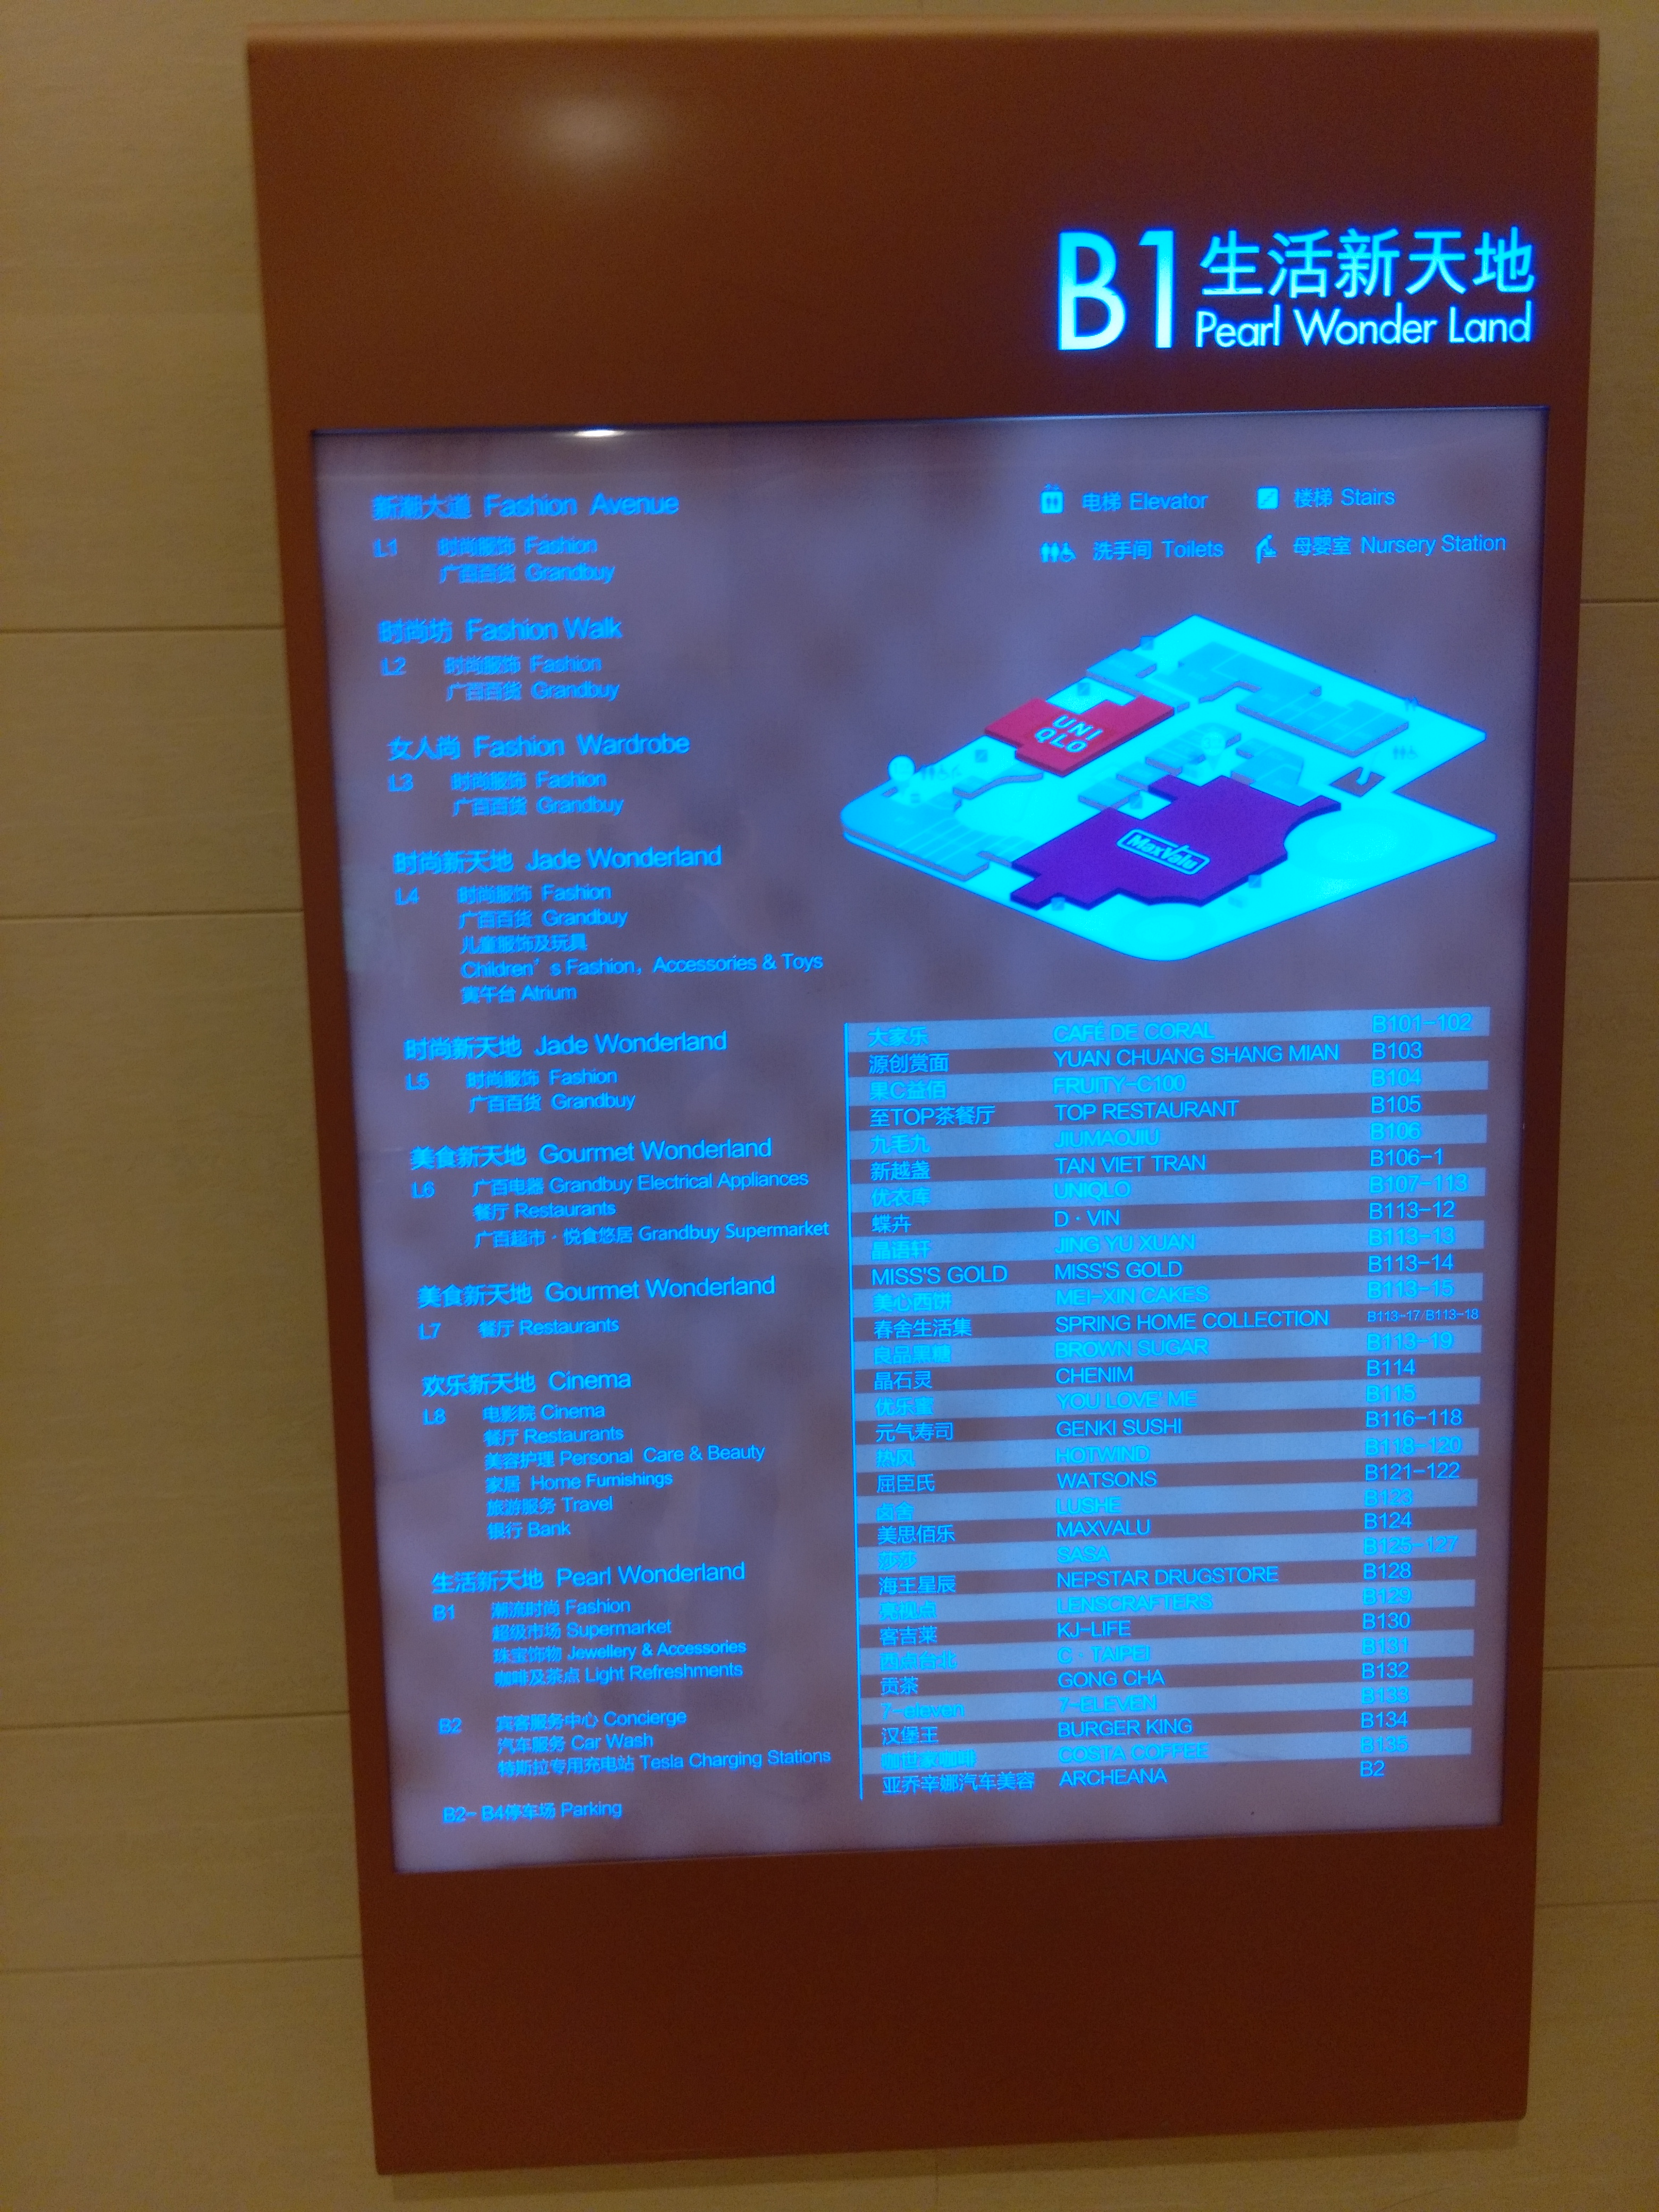 B1 生活新天地
Pearl Wonder Land
新潮大道 Fashion Avenue
L1 时尚服饰 Fashion
广百百货 Grandbuy
时尚坊 Fashion Walk
L2 时尚服饰 Fashion
广百百货 Grandbuy
女人尚 Fashion Wardrobe
L3 时尚服饰 Fashion
广百百货 Grandbuy
时尚新天地 Jade Wonderland
L4 时尚服饰 Fashion
广百百货 Grandbuy
儿童服饰及玩具
Children's Fashion, Accessories & Toys
寰午台 Atrium
时尚新天地 Jade Wonderland
L5 时尚服饰 Fashion
广百百货 Grandbuy
美食新天地 Gourmet Wonderland
L6 广百电器 Grandbuy Electrical Appliances
餐厅 Restaurants
广百超市·悦食悠居 Grandbuy Supermarket
美食新天地 Gourmet Wonderland
L7 餐厅 Restaurants
欢乐新天地 Cinema
L8 电影院 Cinema
餐厅 Restaurants
美容护理 Personal Care & Beauty
家居 Home Furnishings
旅游服务 Travel
银行 Bank
生活新天地 Pearl Wonderland
B1 潮流时尚 Fashion
超级市场 Supermarket
珠宝饰物 Jewellery & Accessories
咖啡及茶点 Light Refreshments
B2 宾客服务中心 Concierge
汽车服务 Car Wash
特斯拉专用充电站 Tesla Charging Stations
B2-B4停车场 Parking
电梯 Elevator 楼梯 Stairs
洗手间 Toilets 母婴室 Nursery Station
UNI
QLO
MaxValu
大家乐 CAFÉ DE CORAL B101-102
源创赏面 YUAN CHUANG SHANG MIAN B103
果C益佰 FRUITY-C100 B104
至TOP茶餐厅 TOP RESTAURANT B105
九毛九 JIUMAOJIU B106
新越盏 TAN VIET TRAN B106-1
优衣库 UNIQLO B107-113
蝶卉 D·VIN B113-12
晶语轩 JING YU XUAN B113-13
MISS'S GOLD MISS'S GOLD B113-14
美心西饼 MEI-XIN CAKES B113-15
春舍生活集 SPRING HOME COLLECTION B113-17/B113-18
良品黑糖 BROWN SUGAR B113-19
晶石灵 CHENIM B114
优乐蜜 YOU LOVE' ME B115
元气寿司 GENKI SUSHI B116-118
热风 HOTWIND B118-120
屈臣氏 WATSONS B121-122
卤舍 LUSHE B123
美思佰乐 MAXVALU B124
莎莎 SASA B125-127
海王星辰 NEPSTAR DRUGSTORE B128
亮视点 LENSCRAFTERS B129
客吉莱 KJ-LIFE B130
西点台北 C·TAIPEI B131
贡茶 GONG CHA B132
7-eleven 7-ELEVEN B133
汉堡王 BURGER KING B134
咖世家咖啡 COSTA COFFEE B135
亚乔辛娜汽车美容 ARCHEANA B2